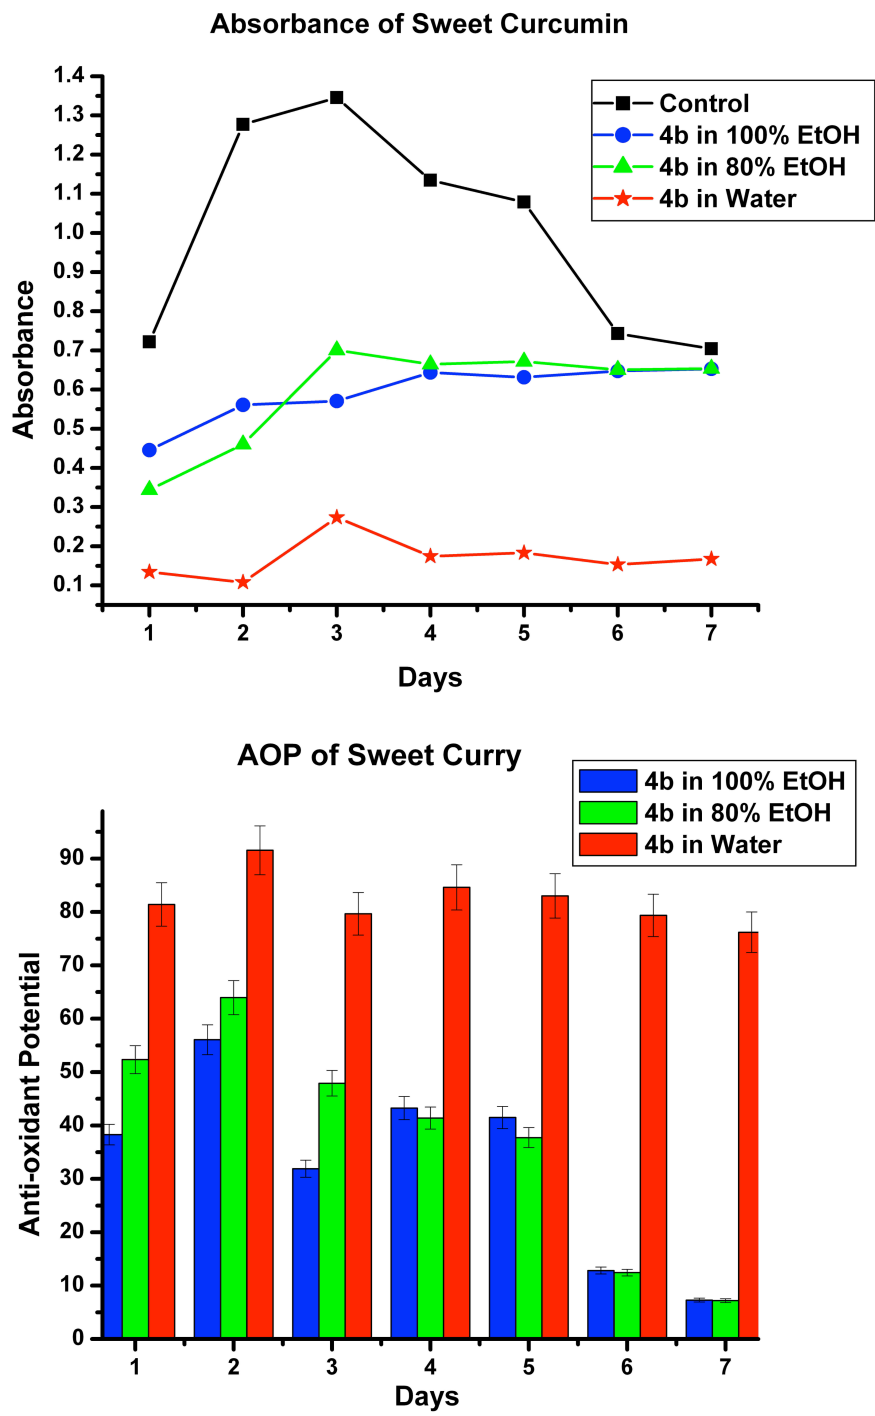 Absorbance of Sweet Curcumin
1.4
1.3
1.2
1.1
1.0
0.9
0.8
0.7
0.6
0.5
0.4
0.3
0.2
0.1
Absorbance
Control
4b in 100% EtOH
4b in 80% EtOH
4b in Water
1 2 3 4 5 6 7
Days
AOP of Sweet Curry
4b in 100% EtOH
4b in 80% EtOH
4b in Water
90
80
70
60
50
40
30
20
10
0
Anti-oxidant Potential
1 2 3 4 5 6 7
Days